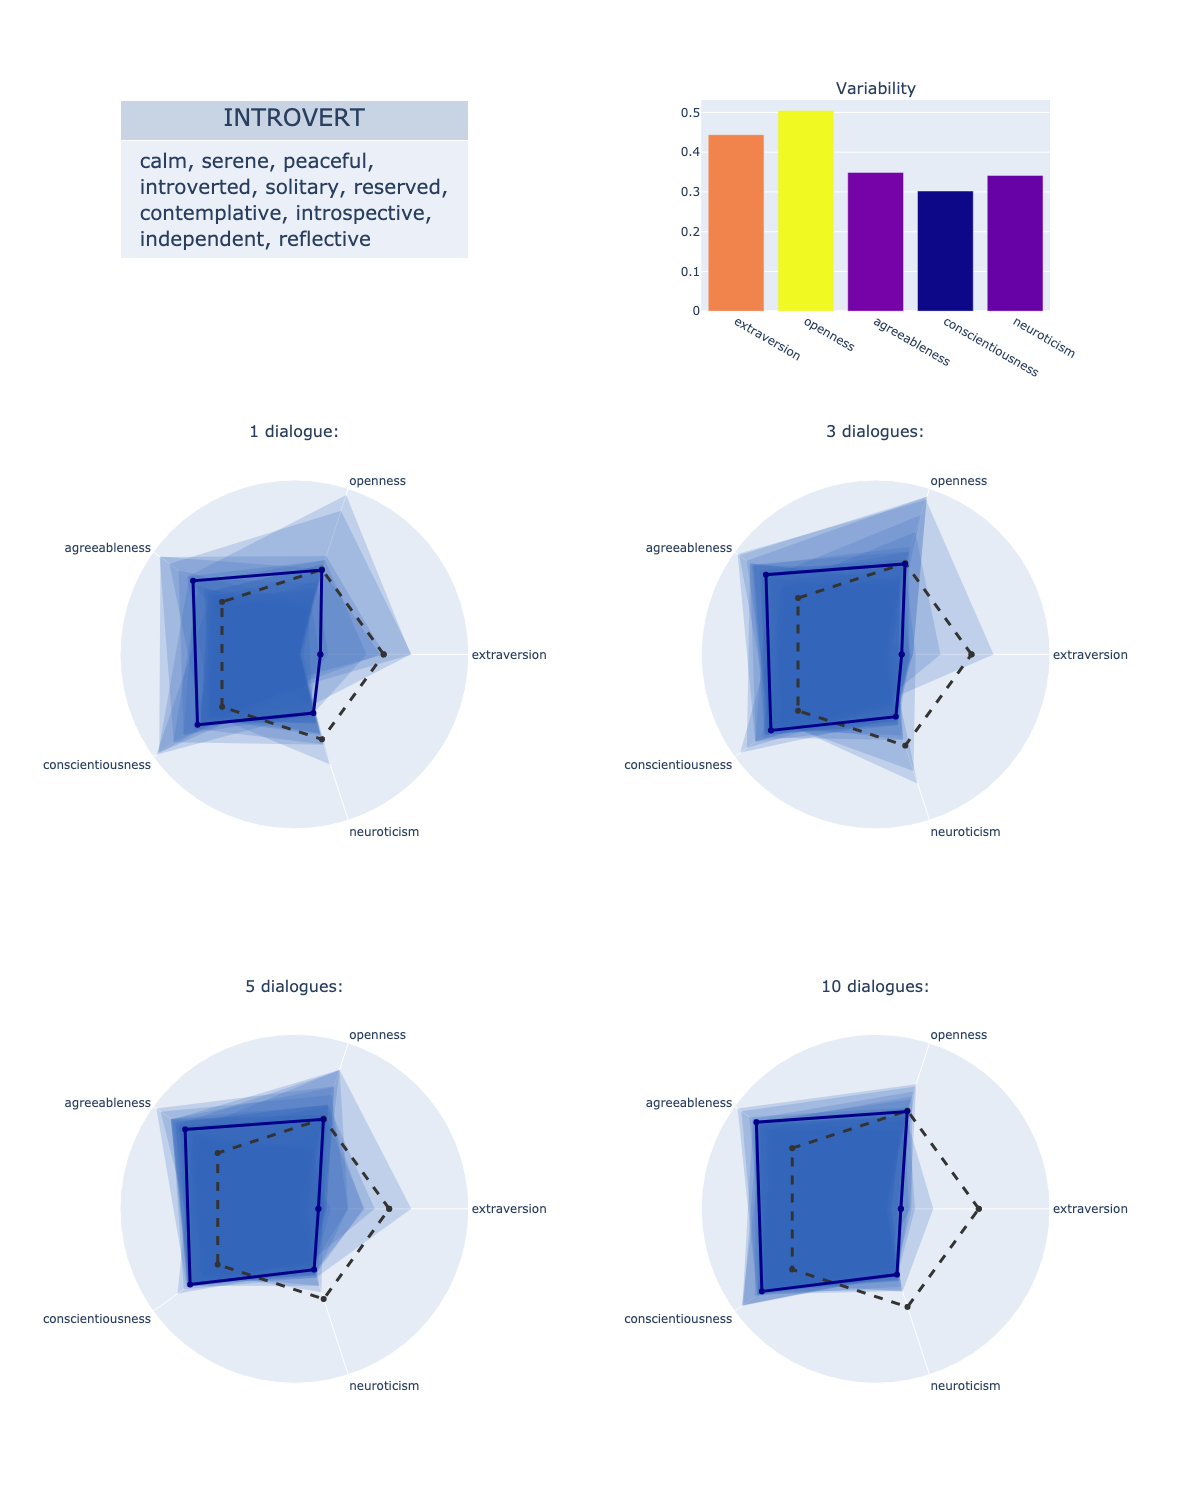 INTROVERT
calm, serene, peaceful,
introverted, solitary, reserved,
contemplative, introspective,
independent, reflective
Variability
0.5
0.4
0.3
0.2
0.1
0
extraversion
openness
agreeableness
conscientiousness
neuroticism
1 dialogue:
openness
agreeableness
extraversion
conscientiousness
neuroticism
3 dialogues:
openness
agreeableness
extraversion
conscientiousness
neuroticism
5 dialogues:
openness
agreeableness
extraversion
conscientiousness
neuroticism
10 dialogues:
openness
agreeableness
extraversion
conscientiousness
neuroticism